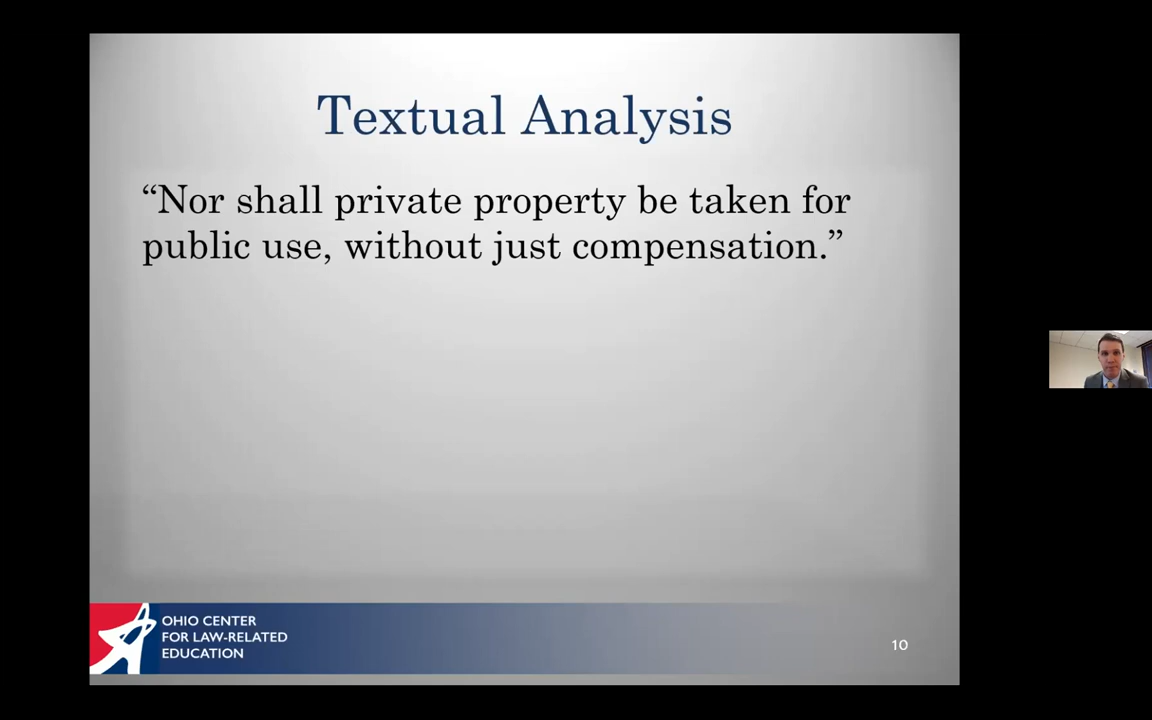 Textual Analysis
“Nor shall private property be taken for
public use, without just compensation.”
OHIO CENTER
FOR LAW-RELATED
EDUCATION
10